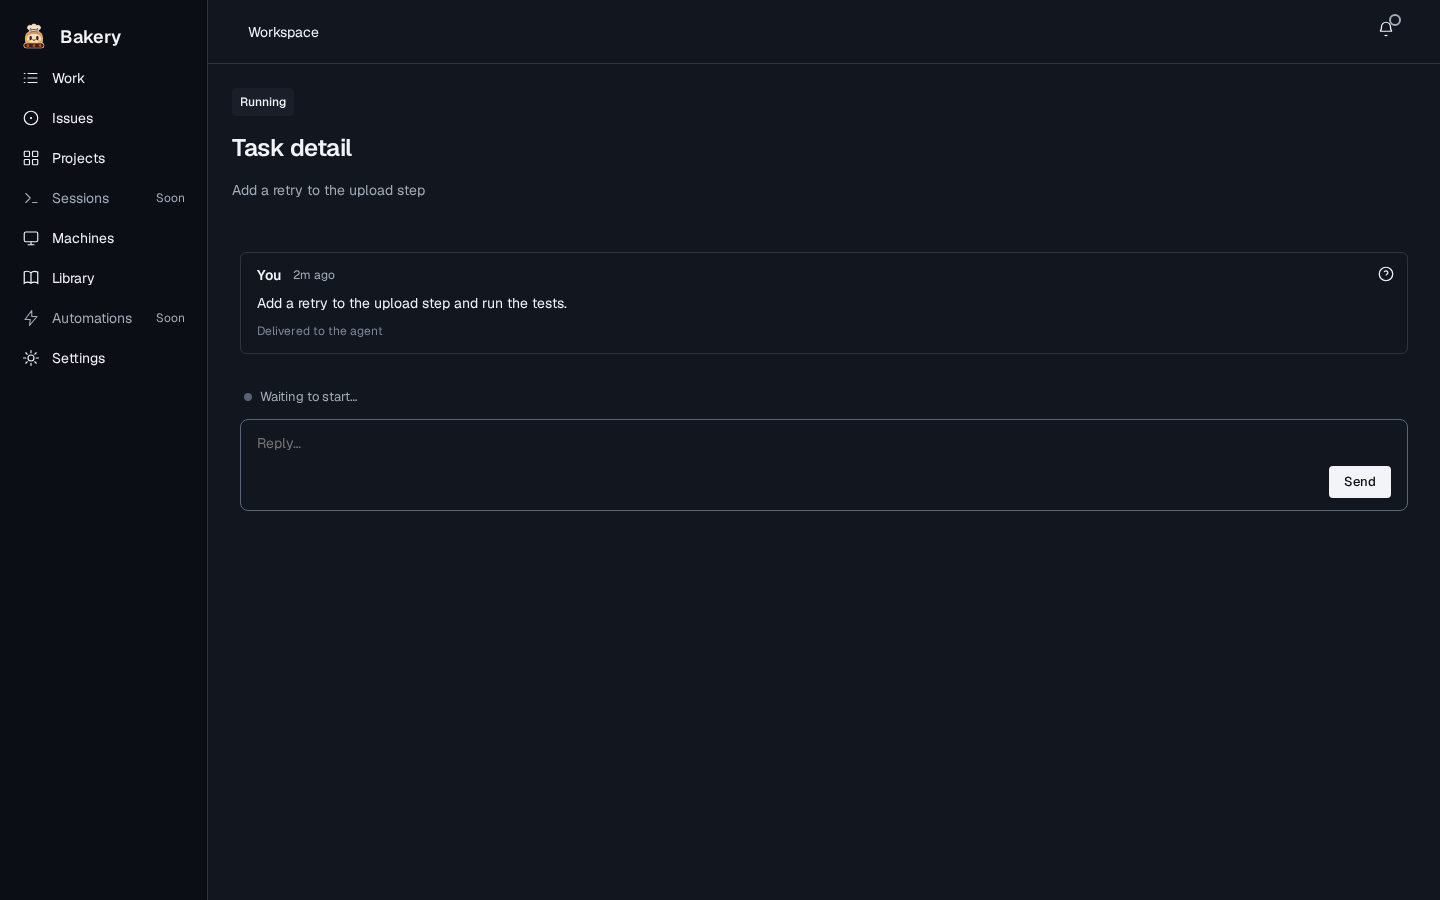 Bakery
Work
Issues
Projects
Sessions Soon
Machines
Library
Automations Soon
Settings
Workspace
Running
Task detail
Add a retry to the upload step
You 2m ago
Add a retry to the upload step and run the tests.
Delivered to the agent
Waiting to start...
Reply...
Send